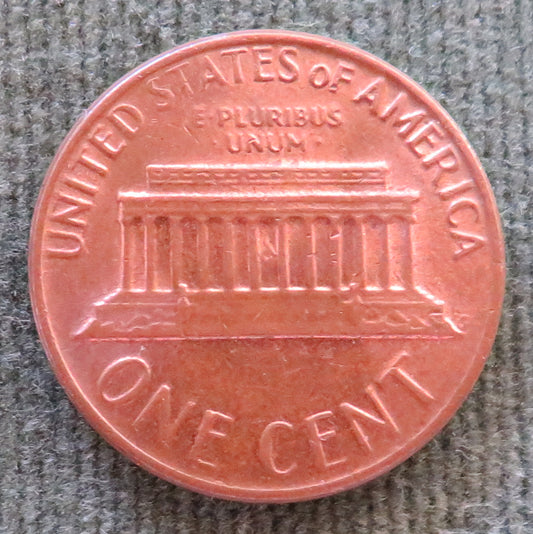 UNITED STATES OF AMERICA
E·PLURIBUS
·UNUM·
ONE CENT